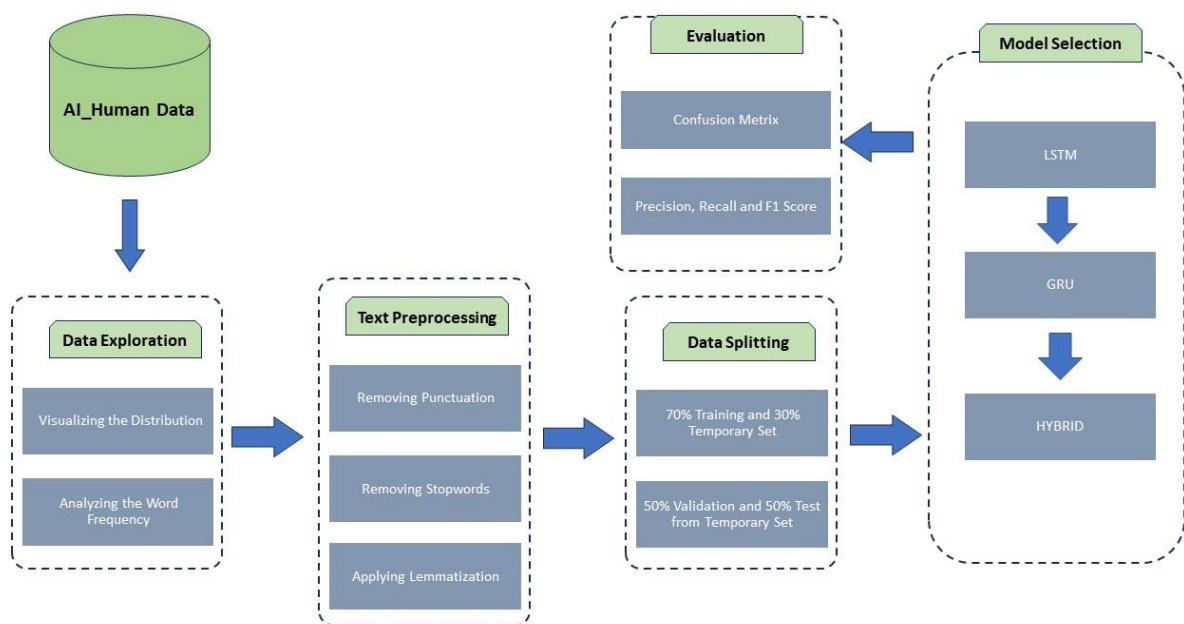 AI_Human Data
Data Exploration
Visualizing the Distribution
Analyzing the Word
Frequency
Text Preprocessing
Removing Punctuation
Removing Stopwords
Applying Lemmatization
Data Splitting
70% Training and 30%
Temporary Set
50% Validation and 50% Test
from Temporary Set
Model Selection
LSTM
GRU
HYBRID
Evaluation
Confusion Metrix
Precision, Recall and F1 Score